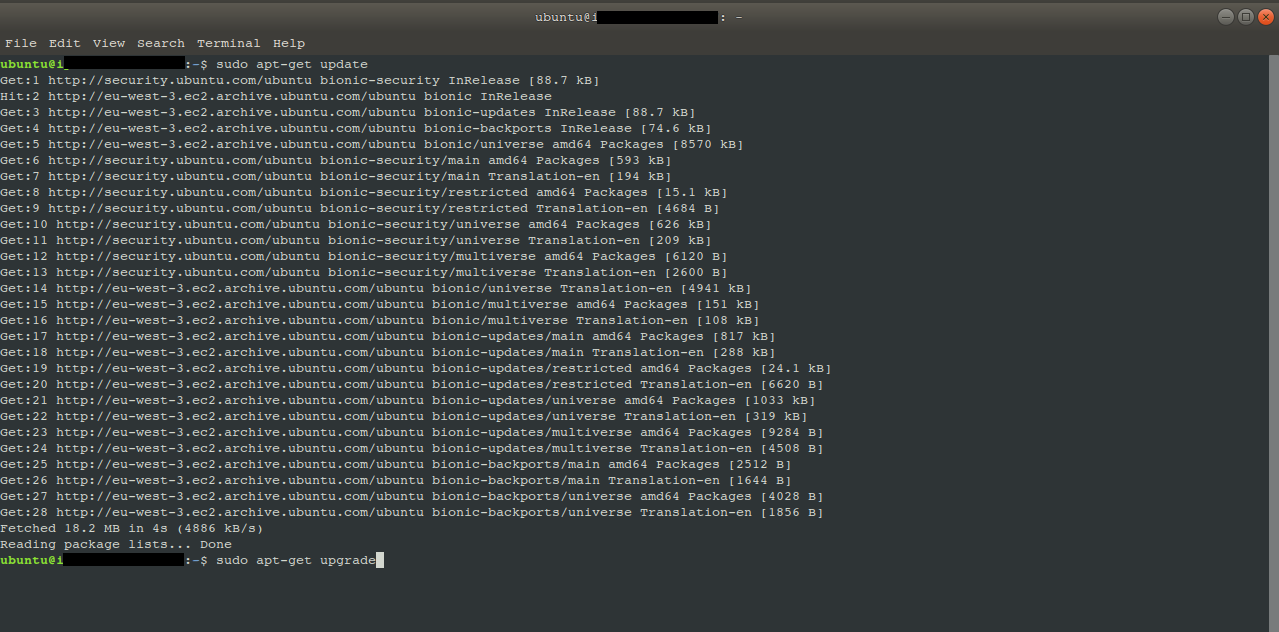 ubuntu@i : ~
File Edit View Search Terminal Help
ubuntu@i :~$ sudo apt-get update
Get:1 http://security.ubuntu.com/ubuntu bionic-security InRelease [88.7 kB]
Hit:2 http://eu-west-3.ec2.archive.ubuntu.com/ubuntu bionic InRelease
Get:3 http://eu-west-3.ec2.archive.ubuntu.com/ubuntu bionic-updates InRelease [88.7 kB]
Get:4 http://eu-west-3.ec2.archive.ubuntu.com/ubuntu bionic-backports InRelease [74.6 kB]
Get:5 http://eu-west-3.ec2.archive.ubuntu.com/ubuntu bionic/universe amd64 Packages [8570 kB]
Get:6 http://security.ubuntu.com/ubuntu bionic-security/main amd64 Packages [593 kB]
Get:7 http://security.ubuntu.com/ubuntu bionic-security/main Translation-en [194 kB]
Get:8 http://security.ubuntu.com/ubuntu bionic-security/restricted amd64 Packages [15.1 kB]
Get:9 http://security.ubuntu.com/ubuntu bionic-security/restricted Translation-en [4684 B]
Get:10 http://security.ubuntu.com/ubuntu bionic-security/universe amd64 Packages [626 kB]
Get:11 http://security.ubuntu.com/ubuntu bionic-security/universe Translation-en [209 kB]
Get:12 http://security.ubuntu.com/ubuntu bionic-security/multiverse amd64 Packages [6120 B]
Get:13 http://security.ubuntu.com/ubuntu bionic-security/multiverse Translation-en [2600 B]
Get:14 http://eu-west-3.ec2.archive.ubuntu.com/ubuntu bionic/universe Translation-en [4941 kB]
Get:15 http://eu-west-3.ec2.archive.ubuntu.com/ubuntu bionic/multiverse amd64 Packages [151 kB]
Get:16 http://eu-west-3.ec2.archive.ubuntu.com/ubuntu bionic/multiverse Translation-en [108 kB]
Get:17 http://eu-west-3.ec2.archive.ubuntu.com/ubuntu bionic-updates/main amd64 Packages [817 kB]
Get:18 http://eu-west-3.ec2.archive.ubuntu.com/ubuntu bionic-updates/main Translation-en [288 kB]
Get:19 http://eu-west-3.ec2.archive.ubuntu.com/ubuntu bionic-updates/restricted amd64 Packages [24.1 kB]
Get:20 http://eu-west-3.ec2.archive.ubuntu.com/ubuntu bionic-updates/restricted Translation-en [6620 B]
Get:21 http://eu-west-3.ec2.archive.ubuntu.com/ubuntu bionic-updates/universe amd64 Packages [1033 kB]
Get:22 http://eu-west-3.ec2.archive.ubuntu.com/ubuntu bionic-updates/universe Translation-en [319 kB]
Get:23 http://eu-west-3.ec2.archive.ubuntu.com/ubuntu bionic-updates/multiverse amd64 Packages [9284 B]
Get:24 http://eu-west-3.ec2.archive.ubuntu.com/ubuntu bionic-updates/multiverse Translation-en [4508 B]
Get:25 http://eu-west-3.ec2.archive.ubuntu.com/ubuntu bionic-backports/main amd64 Packages [2512 B]
Get:26 http://eu-west-3.ec2.archive.ubuntu.com/ubuntu bionic-backports/main Translation-en [1644 B]
Get:27 http://eu-west-3.ec2.archive.ubuntu.com/ubuntu bionic-backports/universe amd64 Packages [4028 B]
Get:28 http://eu-west-3.ec2.archive.ubuntu.com/ubuntu bionic-backports/universe Translation-en [1856 B]
Fetched 18.2 MB in 4s (4886 kB/s)
Reading package lists... Done
ubuntu@i :~$ sudo apt-get upgrade